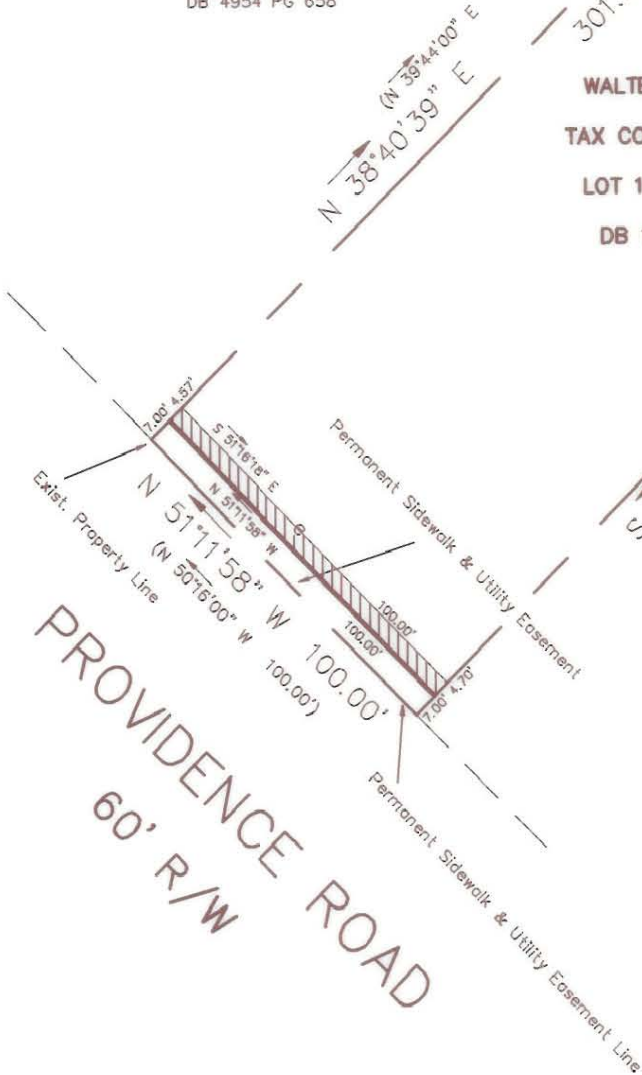 DB 4954 PG 658
301.
(N 39°44'00" E
N 38°40'39" E
WALTE
TAX CO
LOT 1
DB
7.00' 4.57'
S 51°16'18" E
N 51°11'58" W
Permanent Sidewalk & Utility Easement
Exist. Property Line
N 51°11'58" W 100.00'
(N 50°16'00" W 100.00')
100.00'
100.00'
7.00' 4.70'
PROVIDENCE ROAD
60' R/W
Permanent Sidewalk & Utility Easement Line